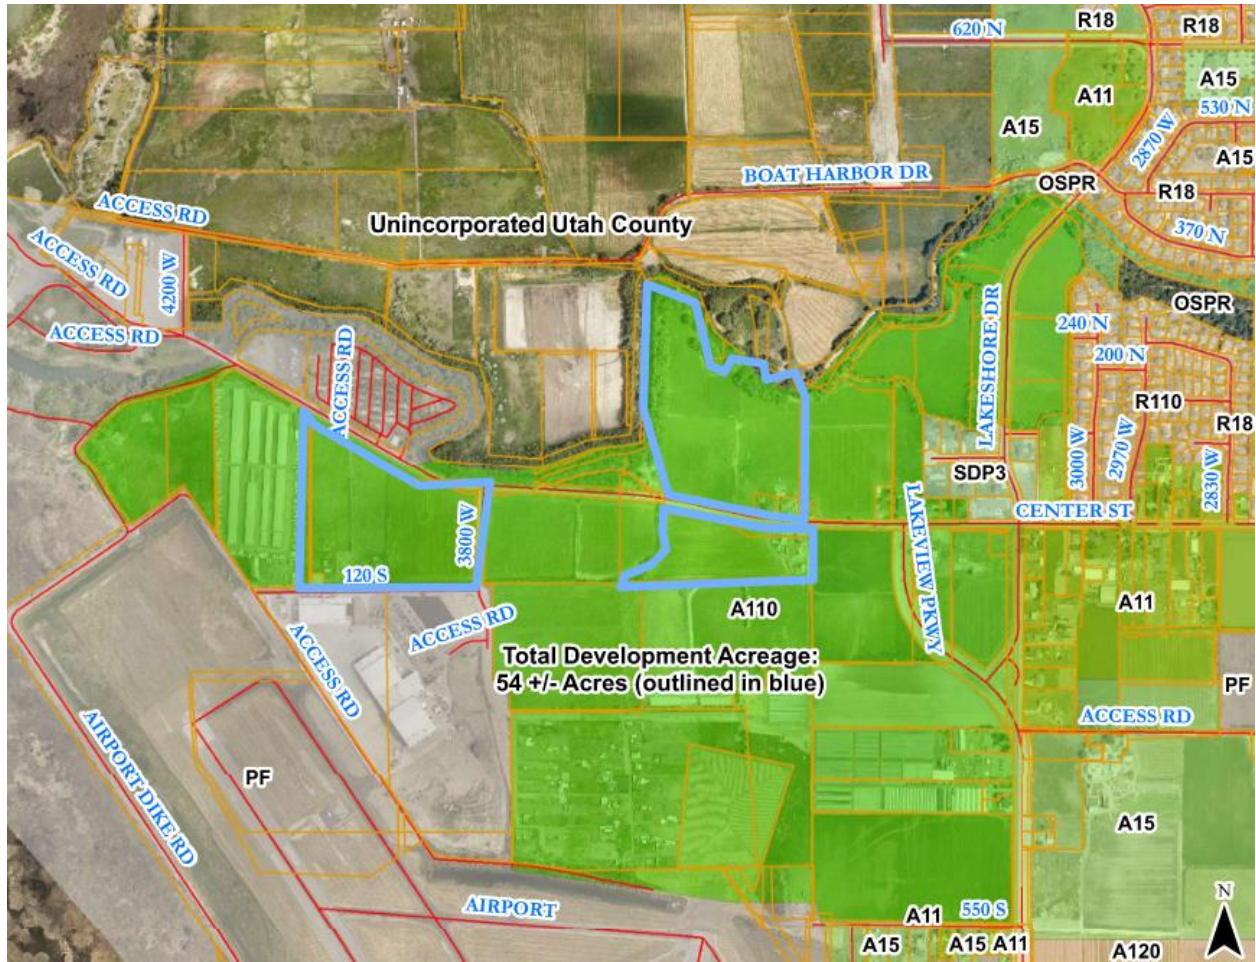 R18
R18
620 N
A15
A11
530 N
A15
2870 W
A15
BOAT HARBOR DR
OSPR
R18
ACCESS RD
Unincorporated Utah County
370 N
ACCESS RD
4200 W
OSPR
ACCESS RD
240 N
LAKESHORE DR
200 N
ACCESS RD
R110
R18
3000 W
2970 W
2830 W
SDP3
CENTER ST
3800 W
LAKEVIEW PKWY
120 S
A110
A11
ACCESS RD
ACCESS RD
Total Development Acreage:
54 +/- Acres (outlined in blue)
PF
ACCESS RD
AIRPORT DIKE RD
PF
A15
N
AIRPORT
A11
550 S
A15
A15
A11
A120